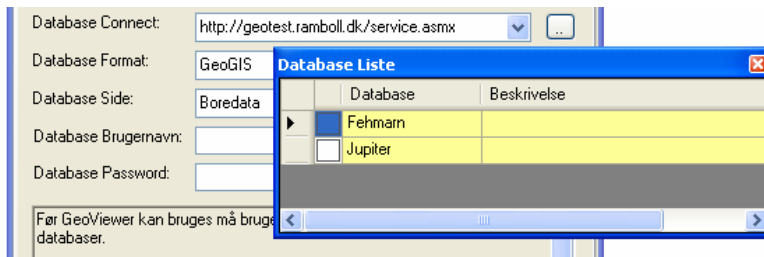 Database Connect: http://geotest.ramboll.dk/service.asmx ..
Database Format: GeoGIS
Database Side: Boredata
Database Brugernavn:
Database Password:
Før GeoViewer kan bruges må bruge
databaser.
Database Liste
Database Beskrivelse
Fehmarn
Jupiter